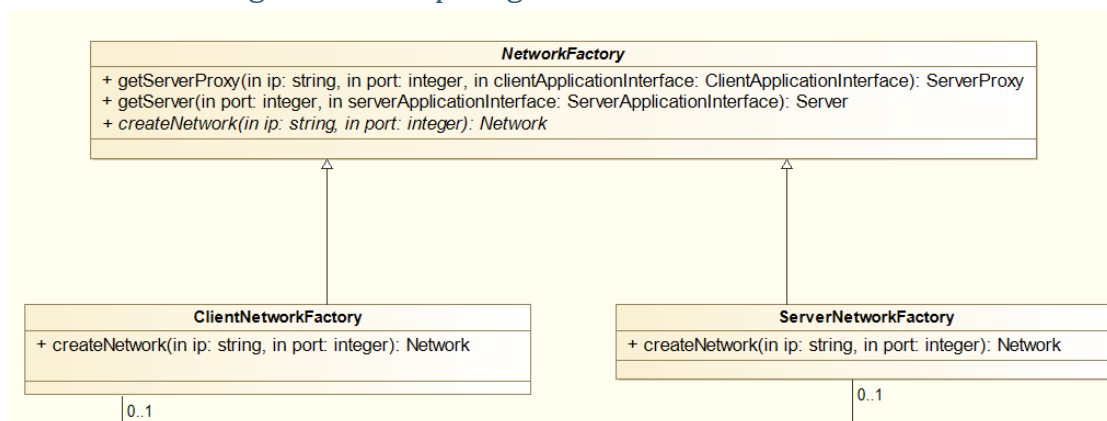 NetworkFactory
+ getServerProxy(in ip: string, in port: integer, in clientApplicationInterface: ClientApplicationInterface): ServerProxy
+ getServer(in port: integer, in serverApplicationInterface: ServerApplicationInterface): Server
+ createNetwork(in ip: string, in port: integer): Network
ClientNetworkFactory
+ createNetwork(in ip: string, in port: integer): Network
ServerNetworkFactory
+ createNetwork(in ip: string, in port: integer): Network
0..1
0..1